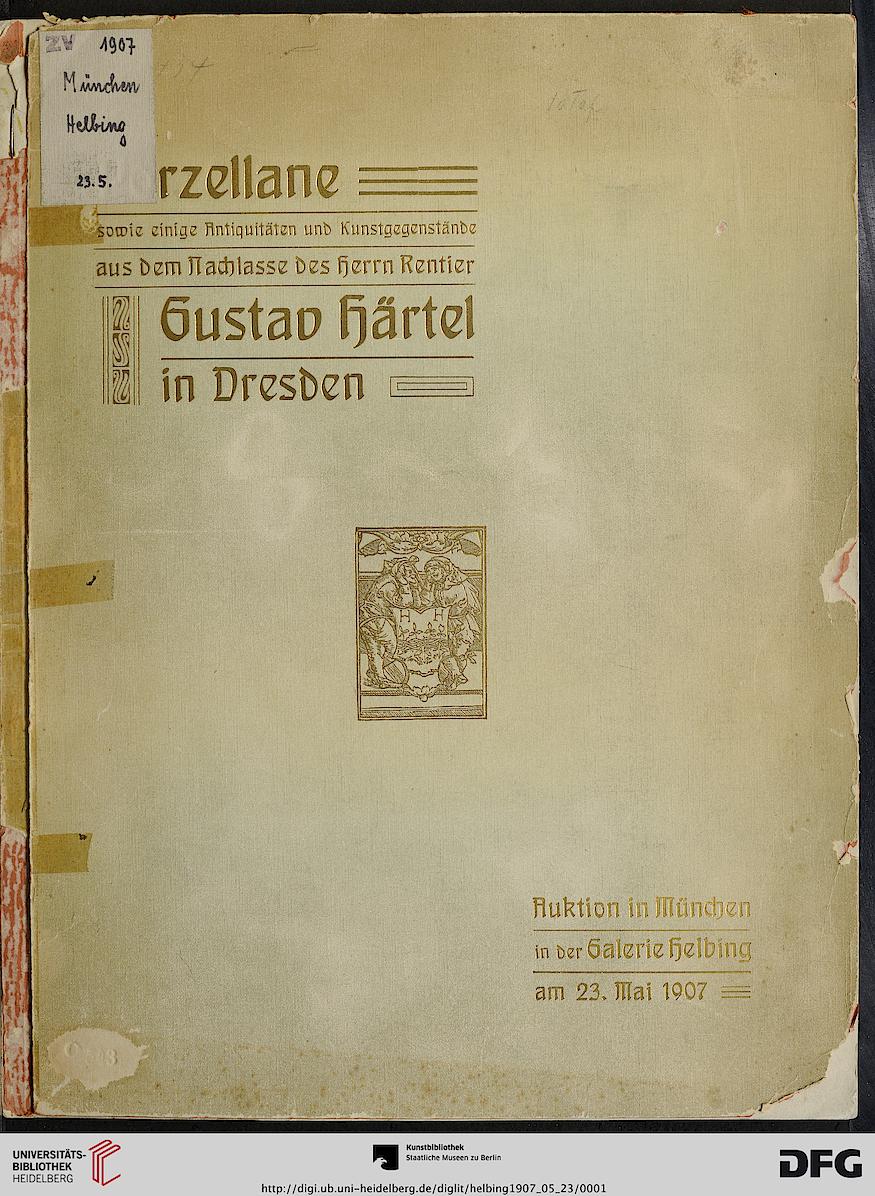 ZV 1907
München
Helbing
23.5.
rzellane
sowie einige Antiquitäten und Kunstgegenstände
aus dem Nachlasse des Herrn Rentier
Gustav Härtel
in Dresden
H H
Auktion in München
in der Galerie Helbing
am 23. Mai 1907
UNIVERSITÄTS-
BIBLIOTHEK
HEIDELBERG
Kunstbibliothek
Staatliche Museen zu Berlin
DFG
http://digi.ub.uni-heidelberg.de/diglit/helbing1907_05_23/0001